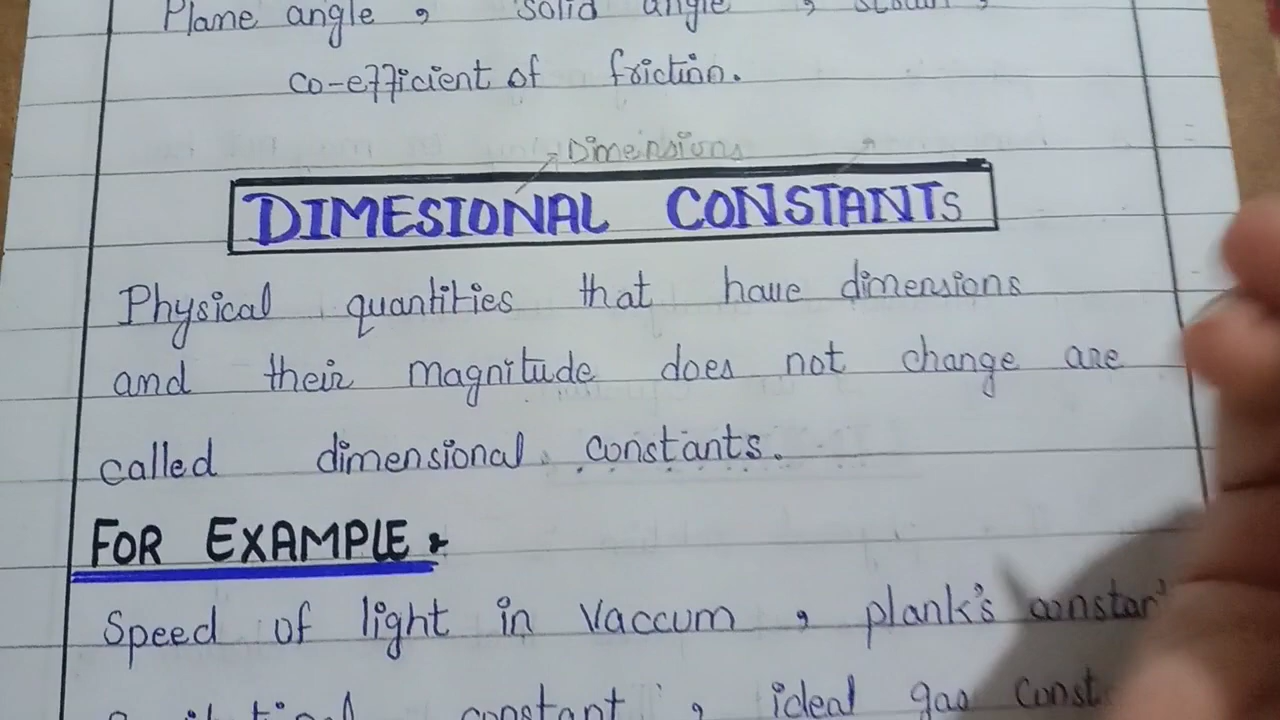 Plane angle , solid angle , strain ,
co-efficient of friction.
Dimensions
DIMESIONAL CONSTANTs
Physical quantities that have dimensions
and their magnitude does not change are
called dimensional constants.
FOR EXAMPLE
Speed of light in Vaccum , plank's
constant , ideal gas